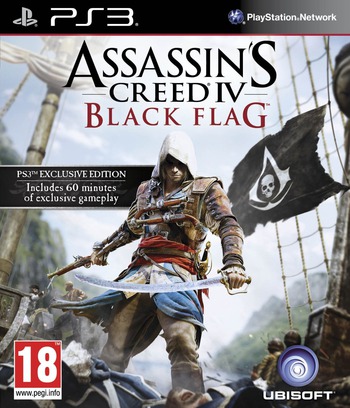 PS3
PlayStation®Network
ASSASSIN'S
CREED IV
BLACK FLAG™
PS3™ EXCLUSIVE EDITION
Includes 60 minutes
of exclusive gameplay
18
www.pegi.info
UBISOFT